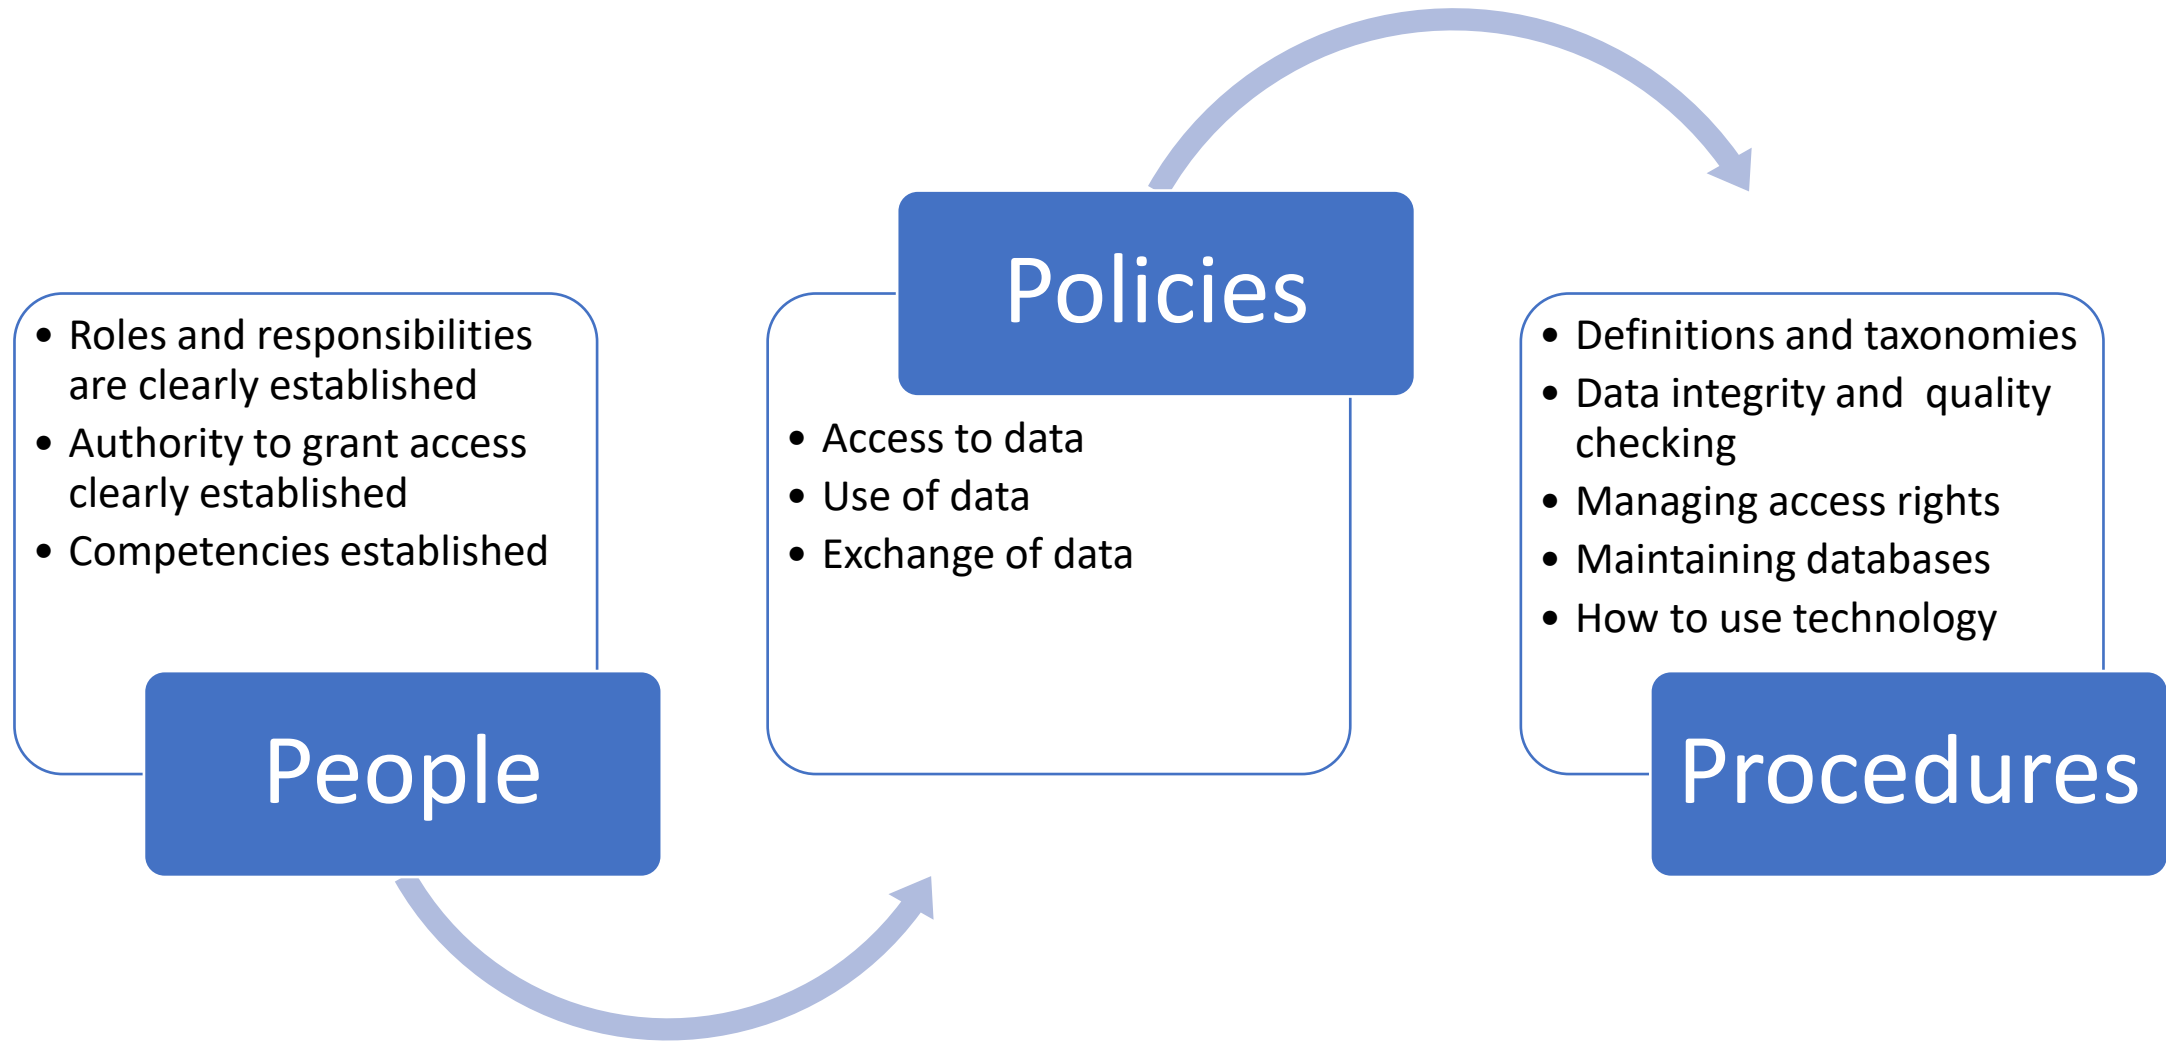 • Roles and responsibilities
are clearly established
• Authority to grant access
clearly established
• Competencies established
People
Policies
• Access to data
• Use of data
• Exchange of data
• Definitions and taxonomies
• Data integrity and  quality
checking
• Managing access rights
• Maintaining databases
• How to use technology
Procedures